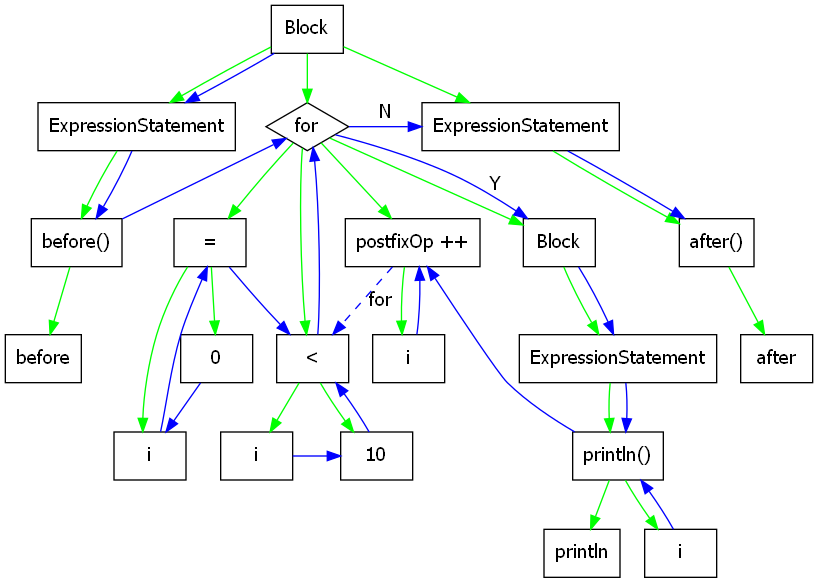 Block
ExpressionStatement
for
N
ExpressionStatement
Y
before()
=
postfixOp ++
Block
after()
for
before
0
<
i
ExpressionStatement
after
i
i
10
println()
println
i